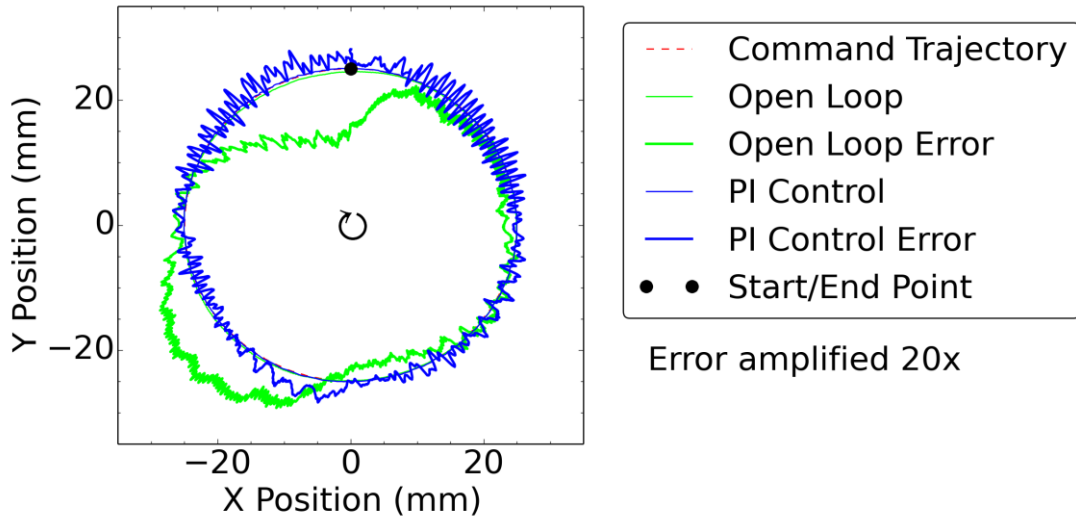 20
0
−20
Y Position (mm)
−20 0 20
X Position (mm)
Command Trajectory
Open Loop
Open Loop Error
PI Control
PI Control Error
Start/End Point
Error amplified 20x